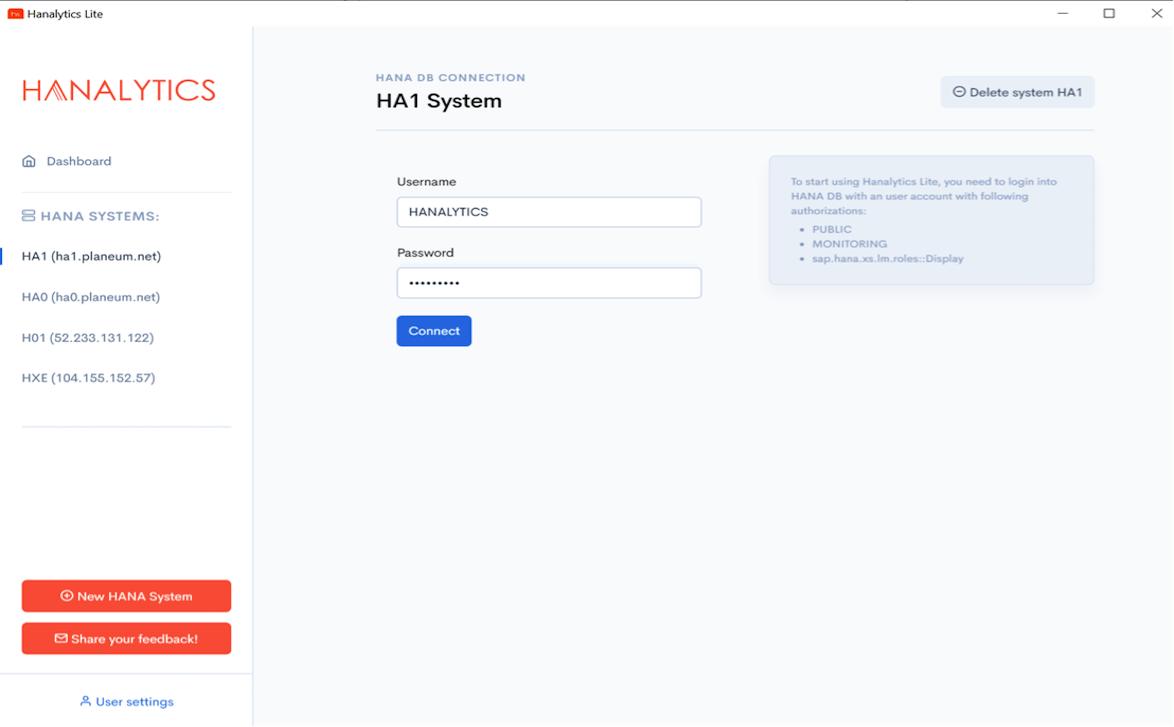 Hanalytics Lite
HANALYTICS
Dashboard
HANA SYSTEMS:
HA1 (ha1.planeum.net)
HA0 (ha0.planeum.net)
H01 (52.233.131.122)
HXE (104.155.152.57)
New HANA System
Share your feedback!
User settings
HANA DB CONNECTION
HA1 System
Delete system HA1
Username
HANALYTICS
Password
•••••••••
Connect
To start using Hanalytics Lite, you need to login into
HANA DB with an user account with following
authorizations:
• PUBLIC
• MONITORING
• sap.hana.xs.lm.roles::Display